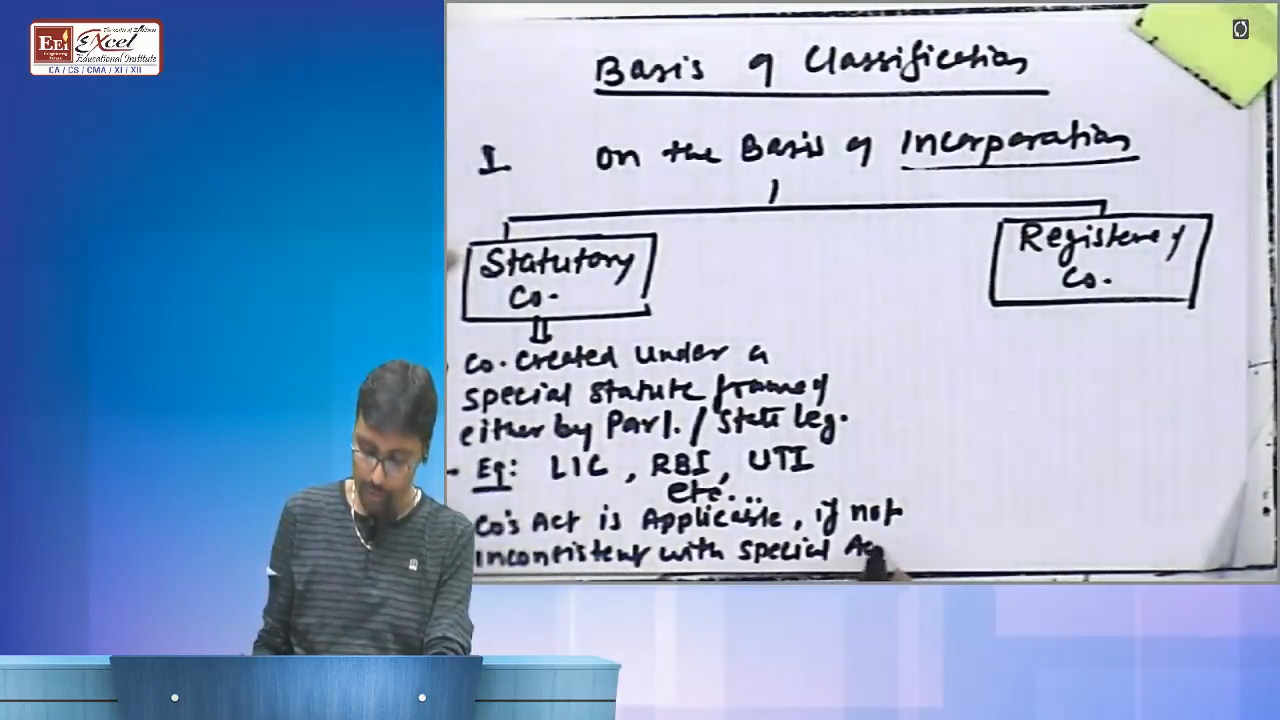 EEi
Excel
Educational Institute
CA / CS / CMA / XI / XII
Basis of Classification
I on the Basis of Incorporation
Statutory
Co.
Registered
Co.
Co. Created under a
special statute framed
either by Parl. / State Leg.
- Eg: LIC, RBI, UTI
etc...
Co's Act is Applicable, if not
inconsistent with special Ac